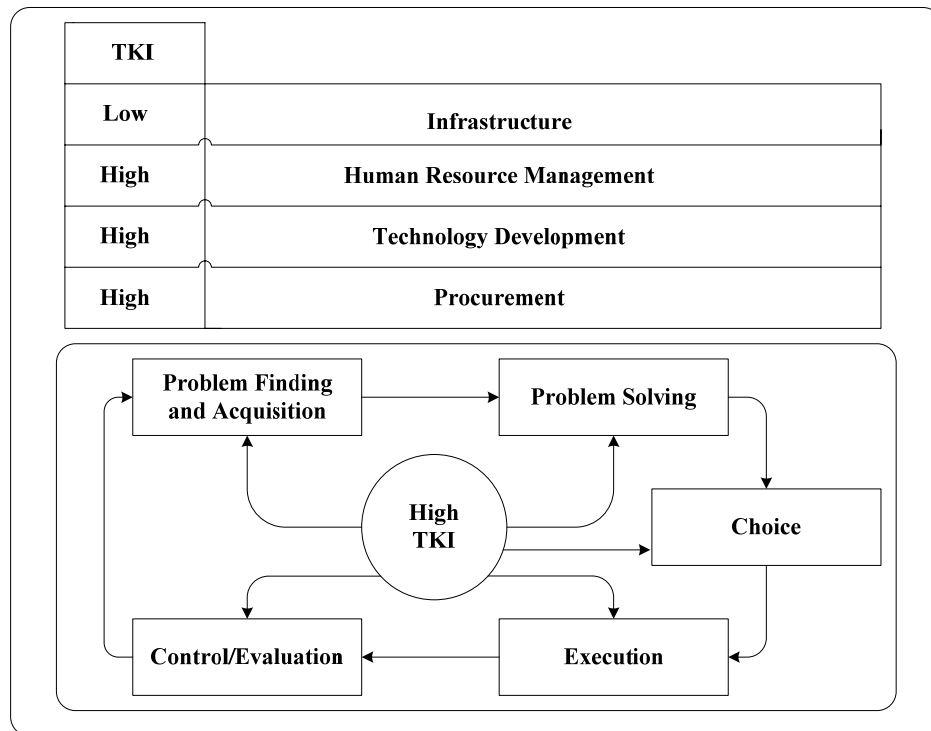 TKI
Low
Infrastructure
High
Human Resource Management
High
Technology Development
High
Procurement
Problem Finding
and Acquisition
Problem Solving
High
TKI
Choice
Control/Evaluation
Execution